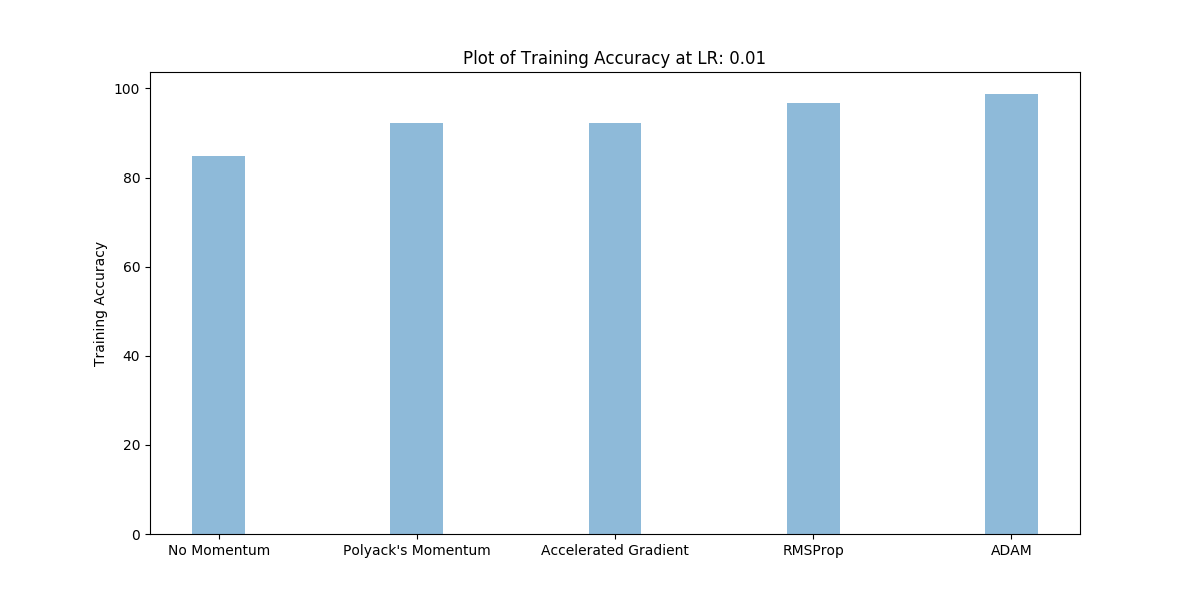 Plot of Training Accuracy at LR: 0.01
100
80
60
40
20
0
Training Accuracy
No Momentum Polyack's Momentum Accelerated Gradient RMSProp ADAM